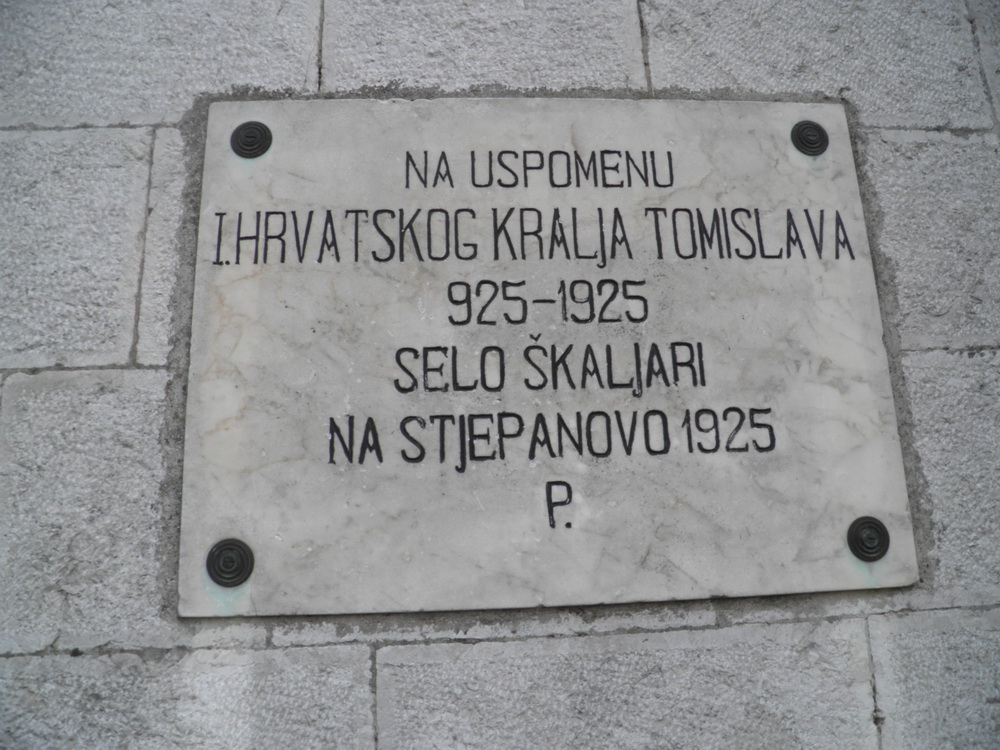 NA USPOMENU
I. HRVATSKOG KRALJA TOMISLAVA
925-1925
SELO ŠKALJARI
NA STJEPANOVO 1925
P.